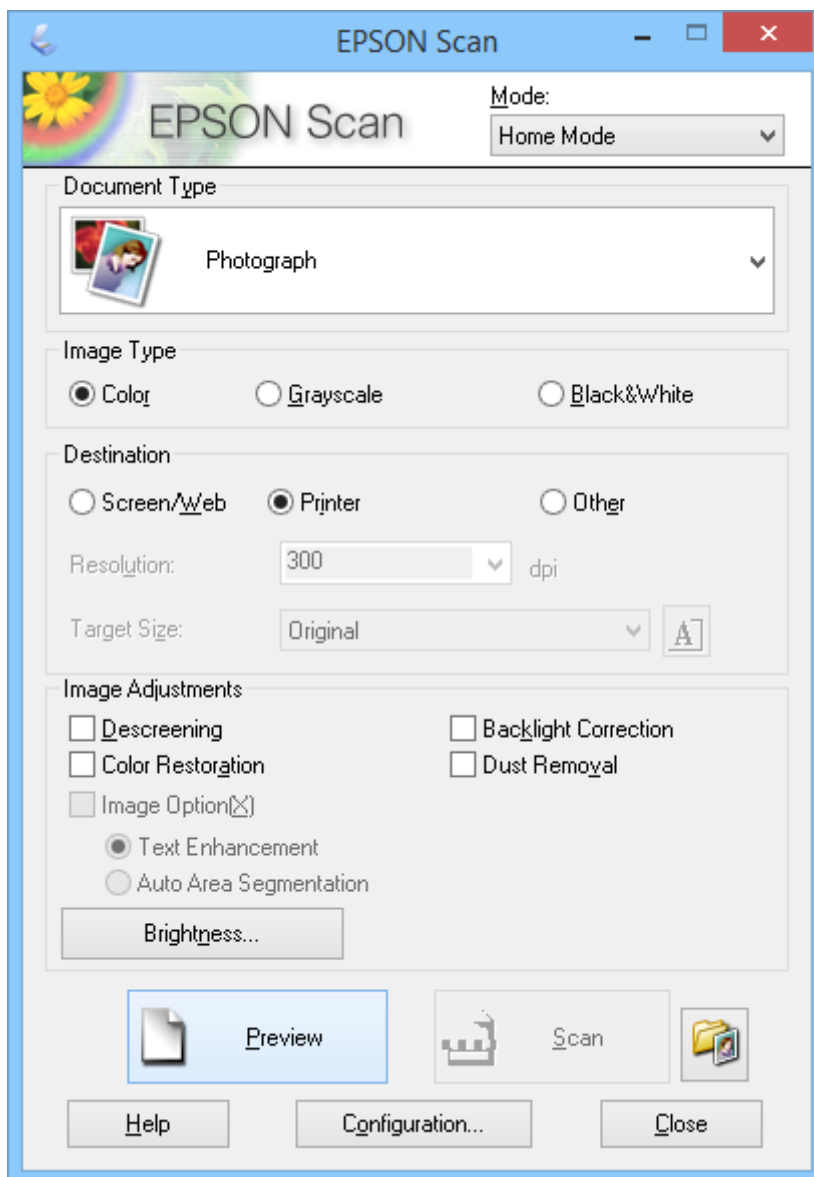 EPSON Scan
EPSON Scan
Mode:
Home Mode
Document Type
Photograph
Image Type
Color Grayscale Black&White
Destination
Screen/Web Printer Other
Resolution: 300 dpi
Target Size: Original A
Image Adjustments
Descreening Backlight Correction
Color Restoration Dust Removal
Image Option(X)
Text Enhancement
Auto Area Segmentation
Brightness...
Preview Scan
Help Configuration... Close